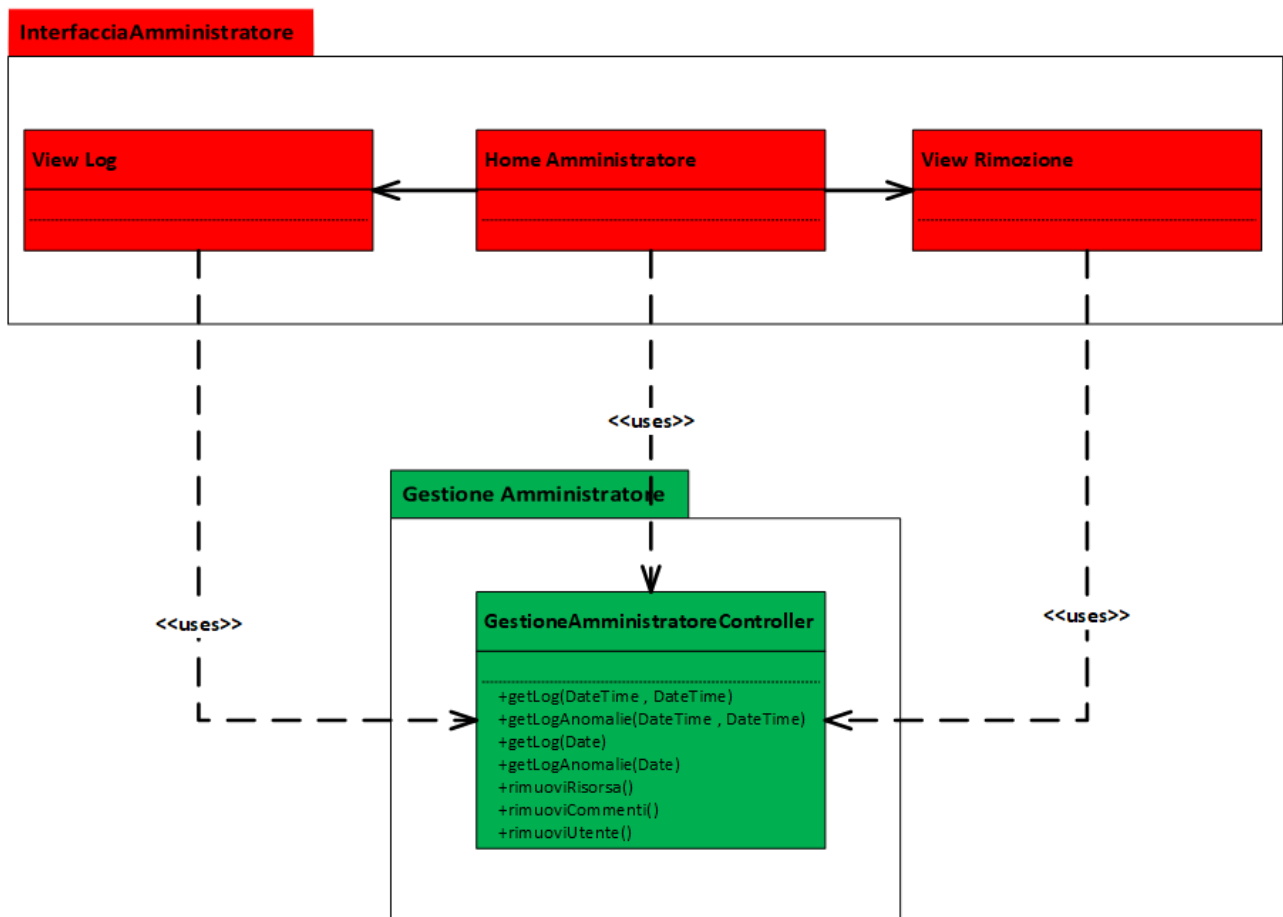 InterfacciaAmministratore
View Log
Home Amministratore
View Rimozione
<<uses>>
Gestione Amministratore
<<uses>>
<<uses>>
GestioneAmministratoreController
+getLog(DateTime , DateTime)
+getLogAnomalie(DateTime , DateTime)
+getLog(Date)
+getLogAnomalie(Date)
+rimuoviRisorsa()
+rimuoviCommenti()
+rimuoviUtente()